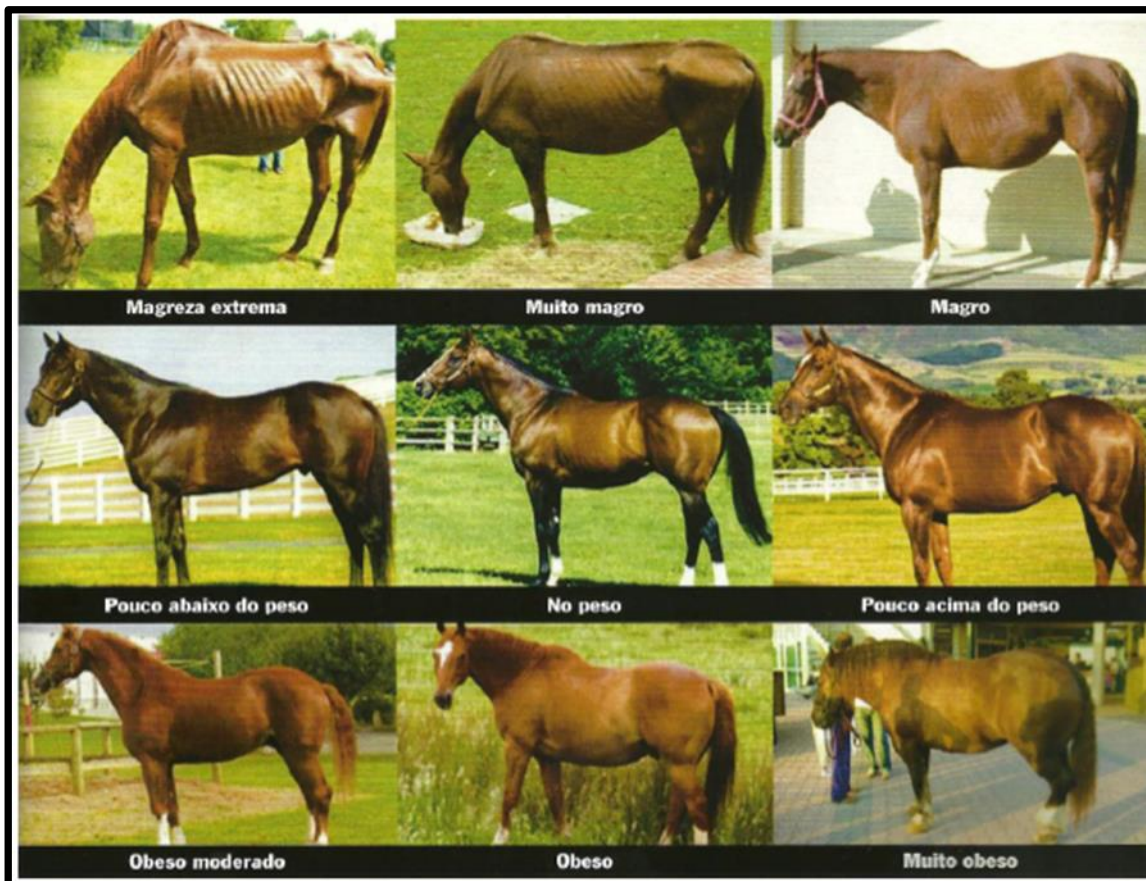 Magreza extrema
Muito magro
Magro
Pouco abaixo do peso
No peso
Pouco acima do peso
Obeso moderado
Obeso
Muito obeso